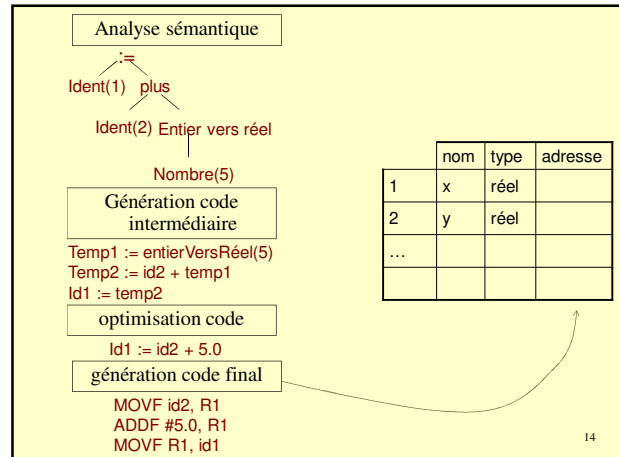 Analyse sémantique
:=
Ident(1) plus
Ident(2) Entier vers réel
Nombre(5)
Génération code
intermédiaire
Temp1 := entierVersRéel(5)
Temp2 := id2 + temp1
Id1 := temp2
optimisation code
Id1 := id2 + 5.0
génération code final
MOVF id2, R1
ADDF #5.0, R1
MOVF R1, id1
nom type adresse
1 x réel
2 y réel
...
14